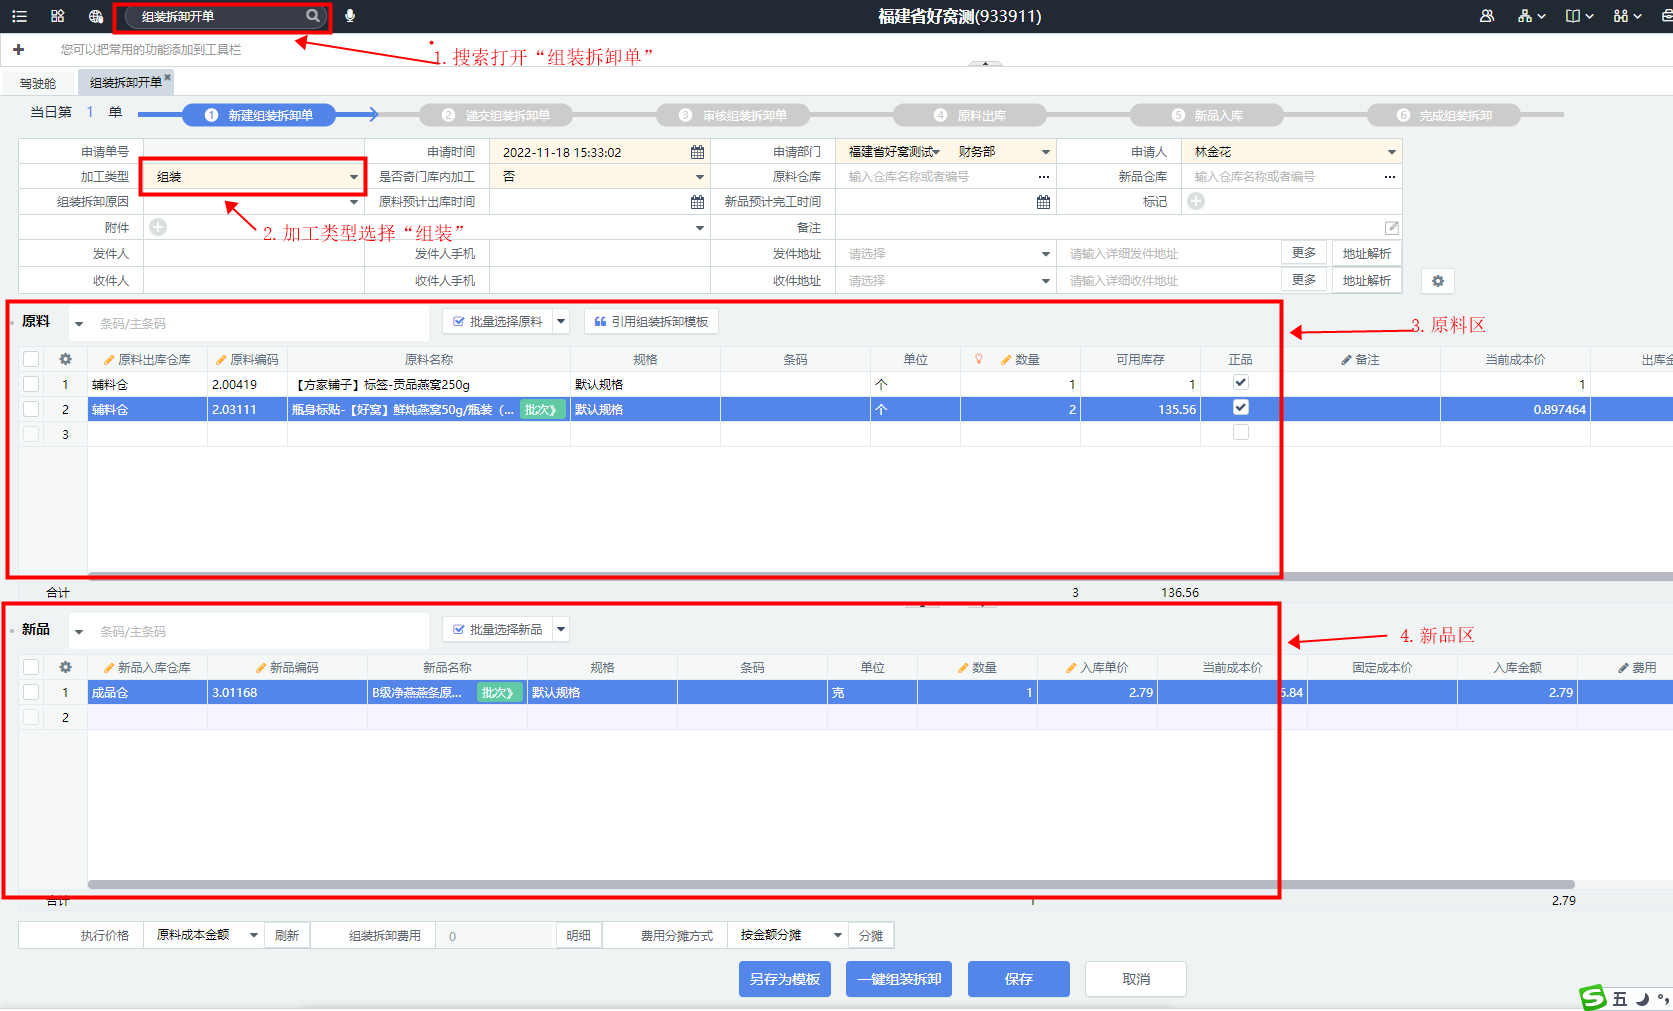 组装拆卸开单
福建省好窝测(933911)
您可以把常用的功能添加到工具栏
1. 搜索打开“组装拆卸单”
驾驶舱 组装拆卸开单
当日第 1 单 1 新建组装拆卸单 2 递交组装拆卸单 3 审核组装拆卸单 4 原料出库 5 新品入库 6 完成组装拆卸
申请单号 申请时间 2022-11-18 15:33:02 申请部门 福建省好窝测试 财务部 申请人 林金花
加工类型 组装 是否奇门库内加工 否 原料仓库 输入仓库名称或者编号 新品仓库 输入仓库名称或者编号
组装拆卸原因 原料预计出库时间 新品预计完工时间 标记
附件 备注
2. 加工类型选择“组装”
发件人 发件人手机 发件地址 请选择 请输入详细发件地址 更多 地址解析
收件人 收件人手机 收件地址 请选择 请输入详细收件地址 更多 地址解析
原料 条码/主条码 批量选择原料 引用组装拆卸模板
3. 原料区
原料出库仓库 原料编码 原料名称 规格 条码 单位 数量 可用库存 正品 备注 当前成本价 出库金
1 辅料仓 2.00419 【方家铺子】标签-贡品燕窝250g 默认规格 个 1 1 1
2 辅料仓 2.03111 瓶身标贴-【好窝】鲜炖燕窝50g/瓶装（... 批次》 默认规格 个 2 135.56 0.897464
3
合计 3 136.56
新品 条码/主条码 批量选择新品
4. 新品区
新品入库仓库 新品编码 新品名称 规格 条码 单位 数量 入库单价 当前成本价 固定成本价 入库金额 费用
1 成品仓 3.01168 B级净燕燕条原... 批次》 默认规格 克 1 2.79 6.84 2.79
2
合计 1 2.79
执行价格 原料成本金额 刷新 组装拆卸费用 0 明细 费用分摊方式 按金额分摊 分摊
另存为模板 一键组装拆卸 保存 取消
五